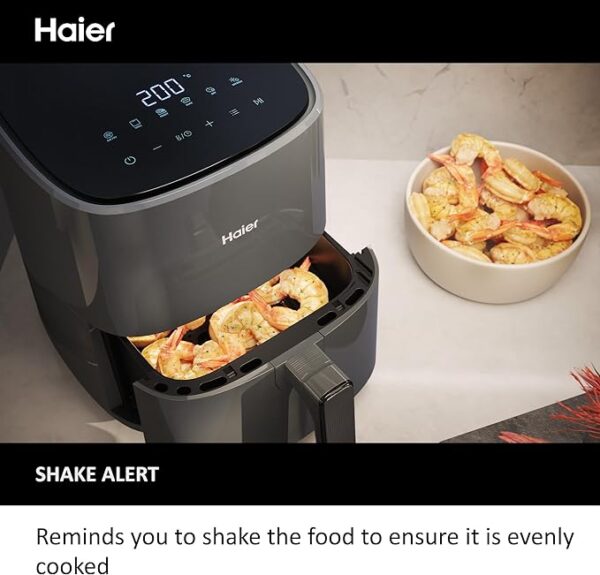 Haier
200°
Haier
SHAKE ALERT
Reminds you to shake the food to ensure it is evenly
cooked